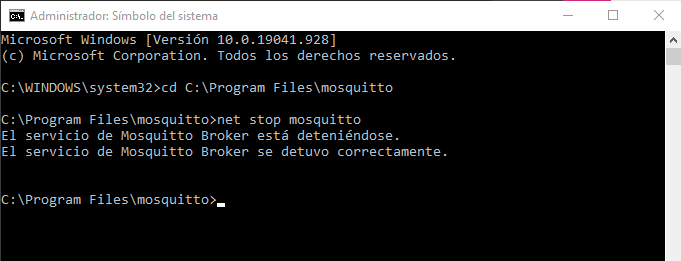 Administrador: Símbolo del sistema
Microsoft Windows [Versión 10.0.19041.928]
(c) Microsoft Corporation. Todos los derechos reservados.
C:\WINDOWS\system32>cd C:\Program Files\mosquitto
C:\Program Files\mosquitto>net stop mosquitto
El servicio de Mosquitto Broker está deteniéndose.
El servicio de Mosquitto Broker se detuvo correctamente.
C:\Program Files\mosquitto>